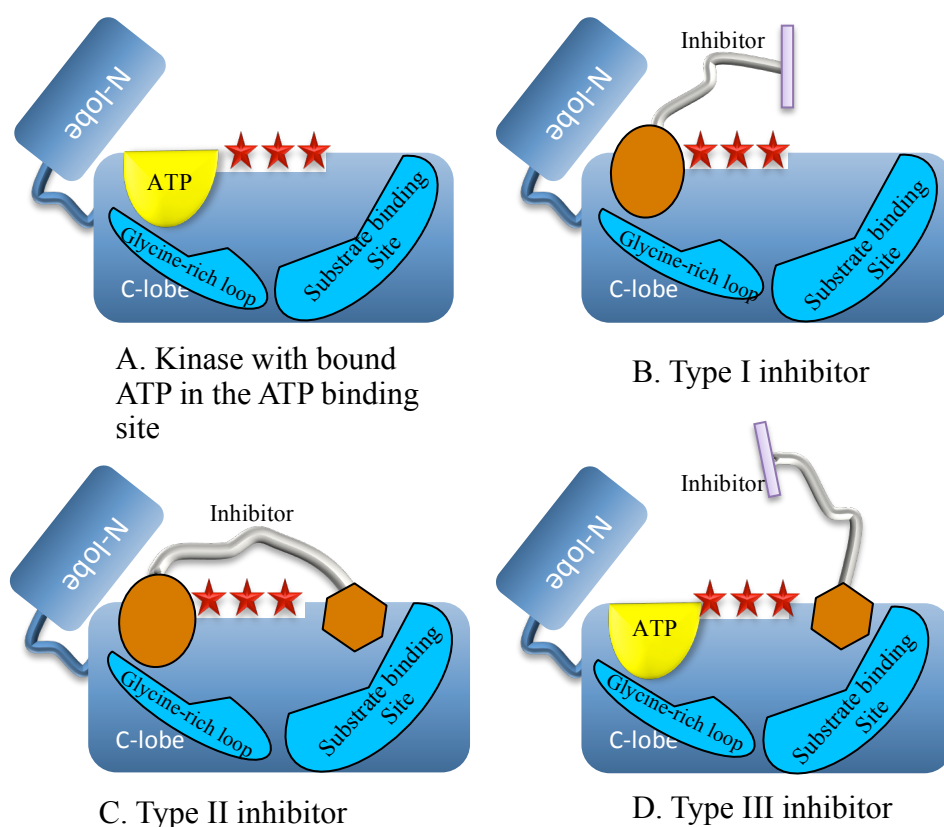 N-lobe
ATP
Glycine-rich loop
Substrate binding
Site
C-lobe
A. Kinase with bound
ATP in the ATP binding
site
Inhibitor
N-lobe
Glycine-rich loop
Substrate binding
Site
C-lobe
B. Type I inhibitor
Inhibitor
N-lobe
Glycine-rich loop
Substrate binding
Site
C-lobe
C. Type II inhibitor
Inhibitor
N-lobe
ATP
Glycine-rich loop
Substrate binding
Site
C-lobe
D. Type III inhibitor